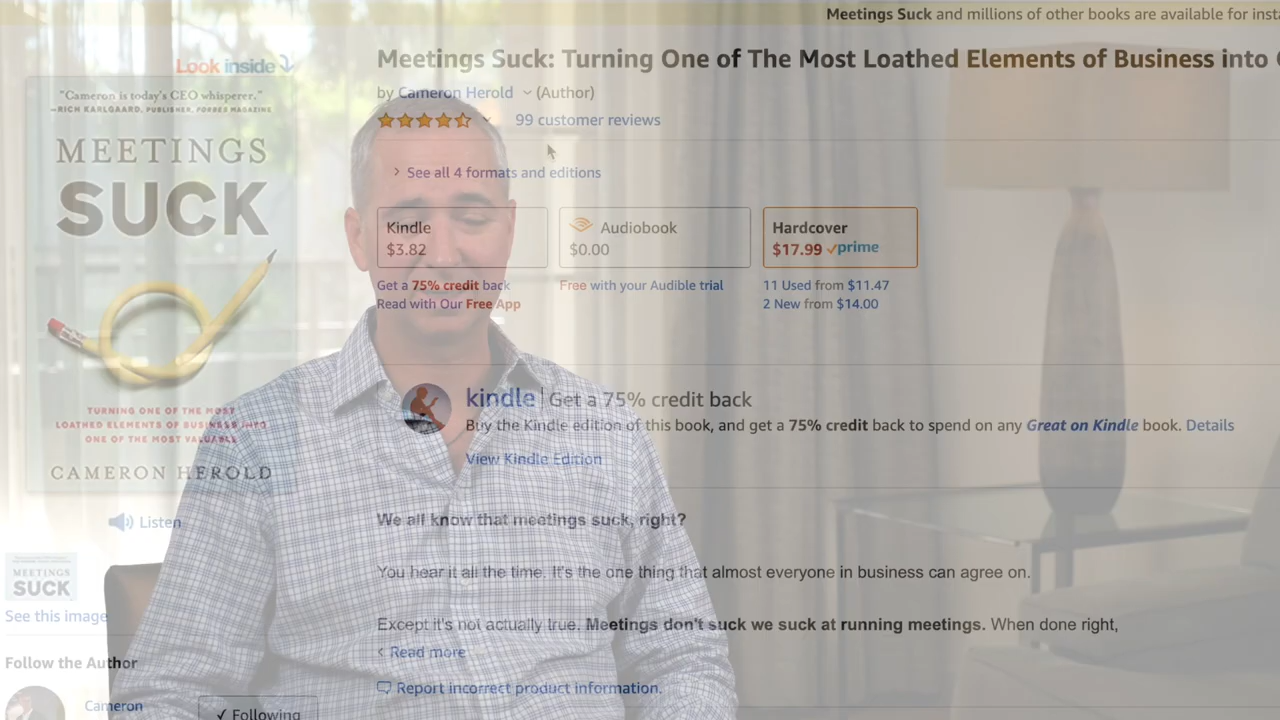 Meetings Suck and millions of other books are available for insta
Look inside
Meetings Suck: Turning One of The Most Loathed Elements of Business into
by Cameron Herold (Author)
99 customer reviews
See all 4 formats and editions
Kindle
$3.82
Audiobook
$0.00
Hardcover
$17.99 prime
Get a 75% credit back
Read with Our Free App
Free with your Audible trial
11 Used from $11.47
2 New from $14.00
"Cameron is today's CEO whisperer."
—RICH KARLGAARD, PUBLISHER, FORBES MAGAZINE
MEETINGS
SUCK
TURNING ONE OF THE MOST
LOATHED ELEMENTS OF BUSINESS INTO
ONE OF THE MOST VALUABLE
CAMERON HEROLD
kindle | Get a 75% credit back
Buy the Kindle edition of this book, and get a 75% credit back to spend on any Great on Kindle book. Details
View Kindle Edition
Listen
We all know that meetings suck, right?
You hear it all the time. It's the one thing that almost everyone in business can agree on.
Except it's not actually true. Meetings don't suck we suck at running meetings. When done right,
Read more
Report incorrect product information.
MEETINGS
SUCK
See this image
Follow the Author
Cameron
✓ Following